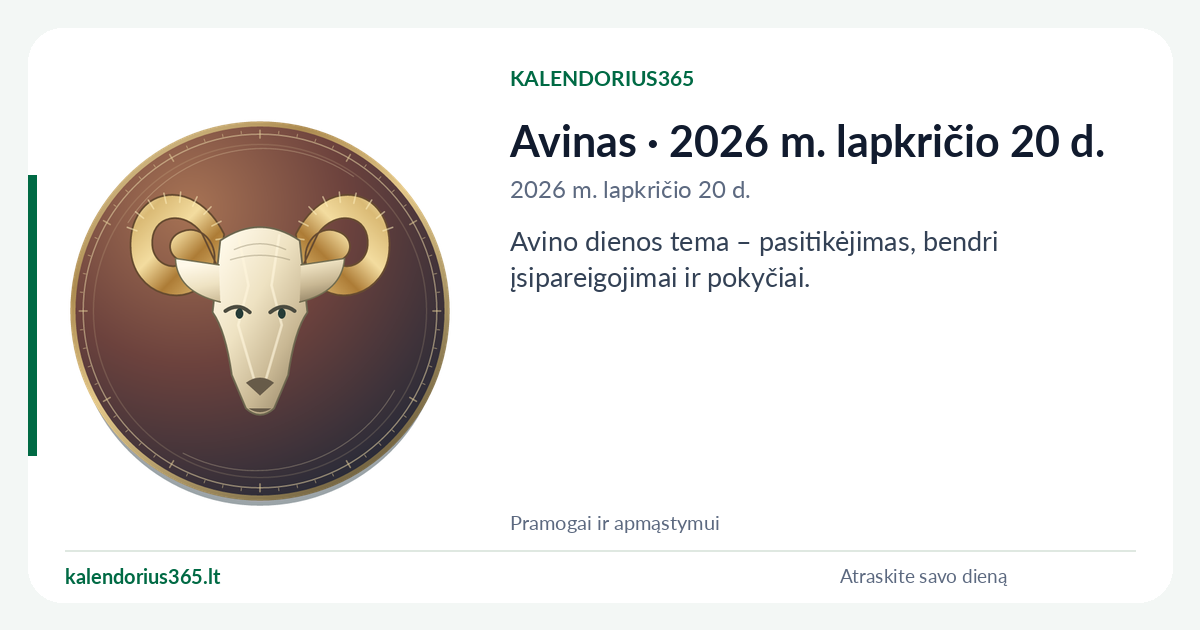 KALENDORIUS365
Avinas · 2026 m. lapkričio 20 d.
2026 m. lapkričio 20 d.
Avino dienos tema – pasitikėjimas, bendri
įsipareigojimai ir pokyčiai.
Pramogai ir apmąstymui
kalendorius365.lt
Atraskite savo dieną